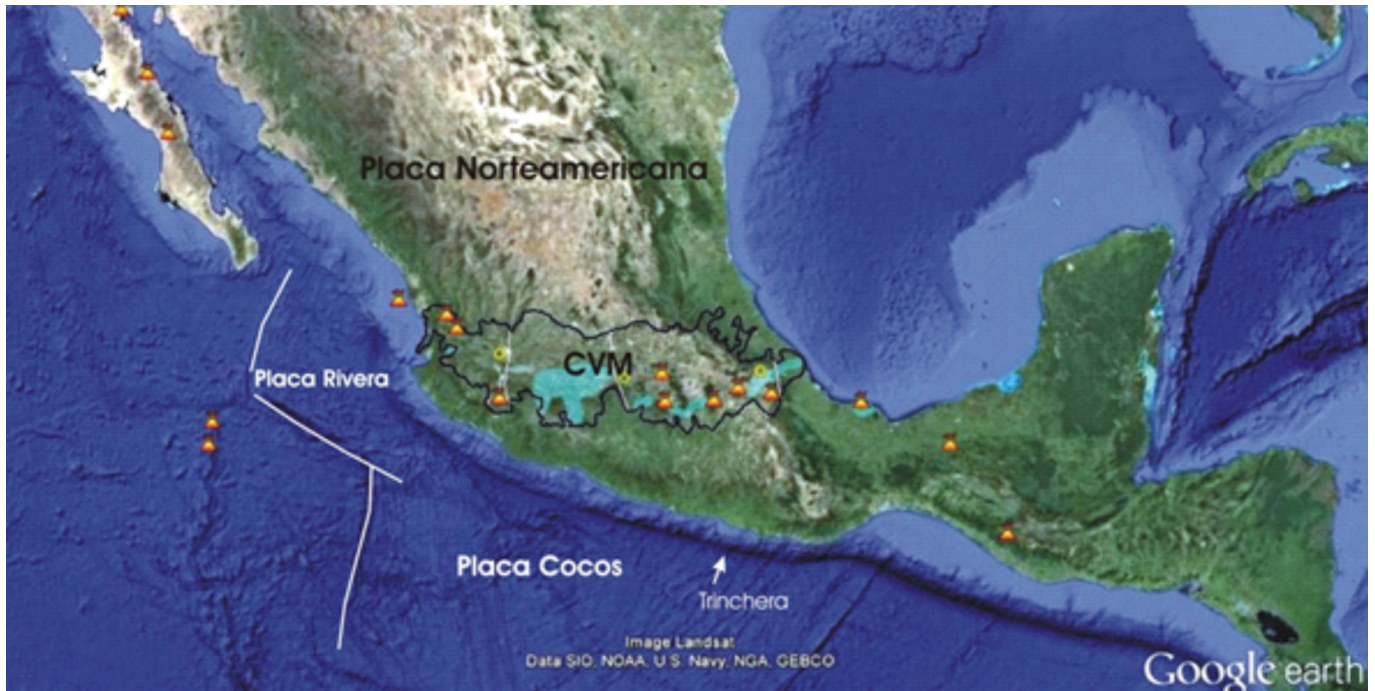 Placa Norteamericana
CVM
Placa Rivera
Placa Cocos
Trinchera
Image Landsat
Data SIO, NOAA, U.S. Navy, NGA, GEBCO
Google earth